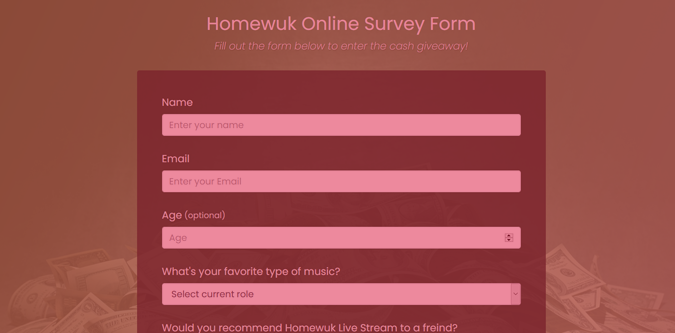 Homewuk Online Survey Form
Fill out the form below to enter the cash giveaway!
Name
Enter your name
Email
Enter your Email
Age (optional)
Age
What's your favorite type of music?
Select current role
Would you recommend Homewuk Live Stream to a freind?